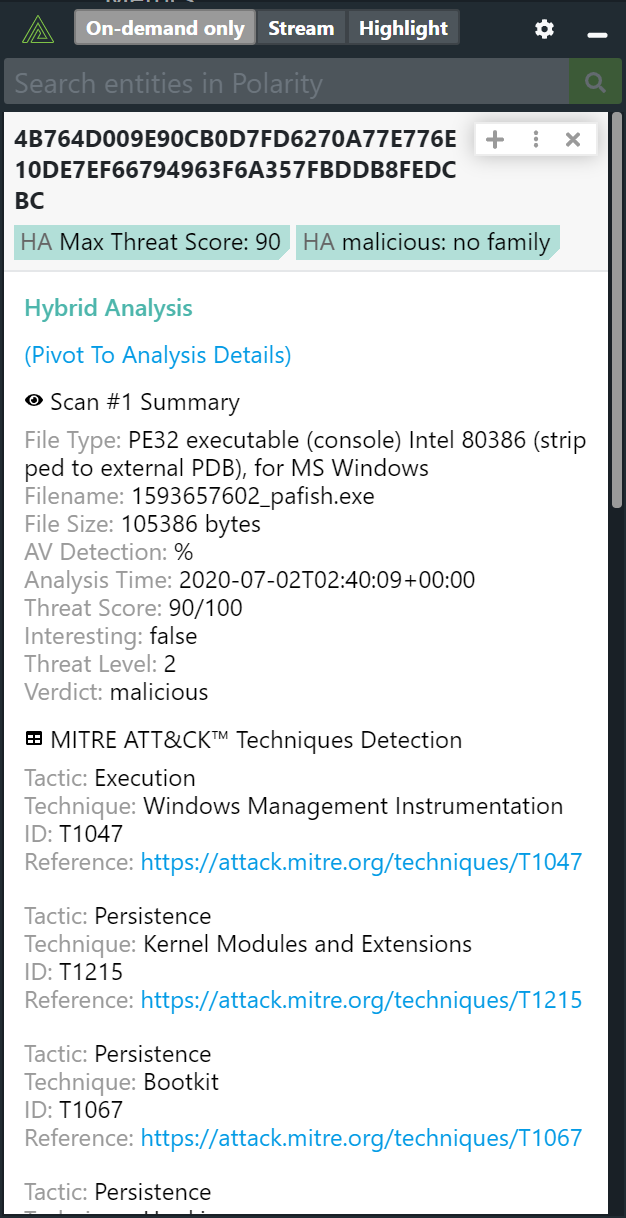 On-demand only Stream Highlight
Search entities in Polarity
4B764D009E90CB0D7FD6270A77E776E
10DE7EF66794963F6A357FBDDB8FEDC
BC
HA Max Threat Score: 90 HA malicious: no family
Hybrid Analysis
(Pivot To Analysis Details)
Scan #1 Summary
File Type: PE32 executable (console) Intel 80386 (strip
ped to external PDB), for MS Windows
Filename: 1593657602_pafish.exe
File Size: 105386 bytes
AV Detection: %
Analysis Time: 2020-07-02T02:40:09+00:00
Threat Score: 90/100
Interesting: false
Threat Level: 2
Verdict: malicious
MITRE ATT&CK™ Techniques Detection
Tactic: Execution
Technique: Windows Management Instrumentation
ID: T1047
Reference: https://attack.mitre.org/techniques/T1047
Tactic: Persistence
Technique: Kernel Modules and Extensions
ID: T1215
Reference: https://attack.mitre.org/techniques/T1215
Tactic: Persistence
Technique: Bootkit
ID: T1067
Reference: https://attack.mitre.org/techniques/T1067
Tactic: Persistence